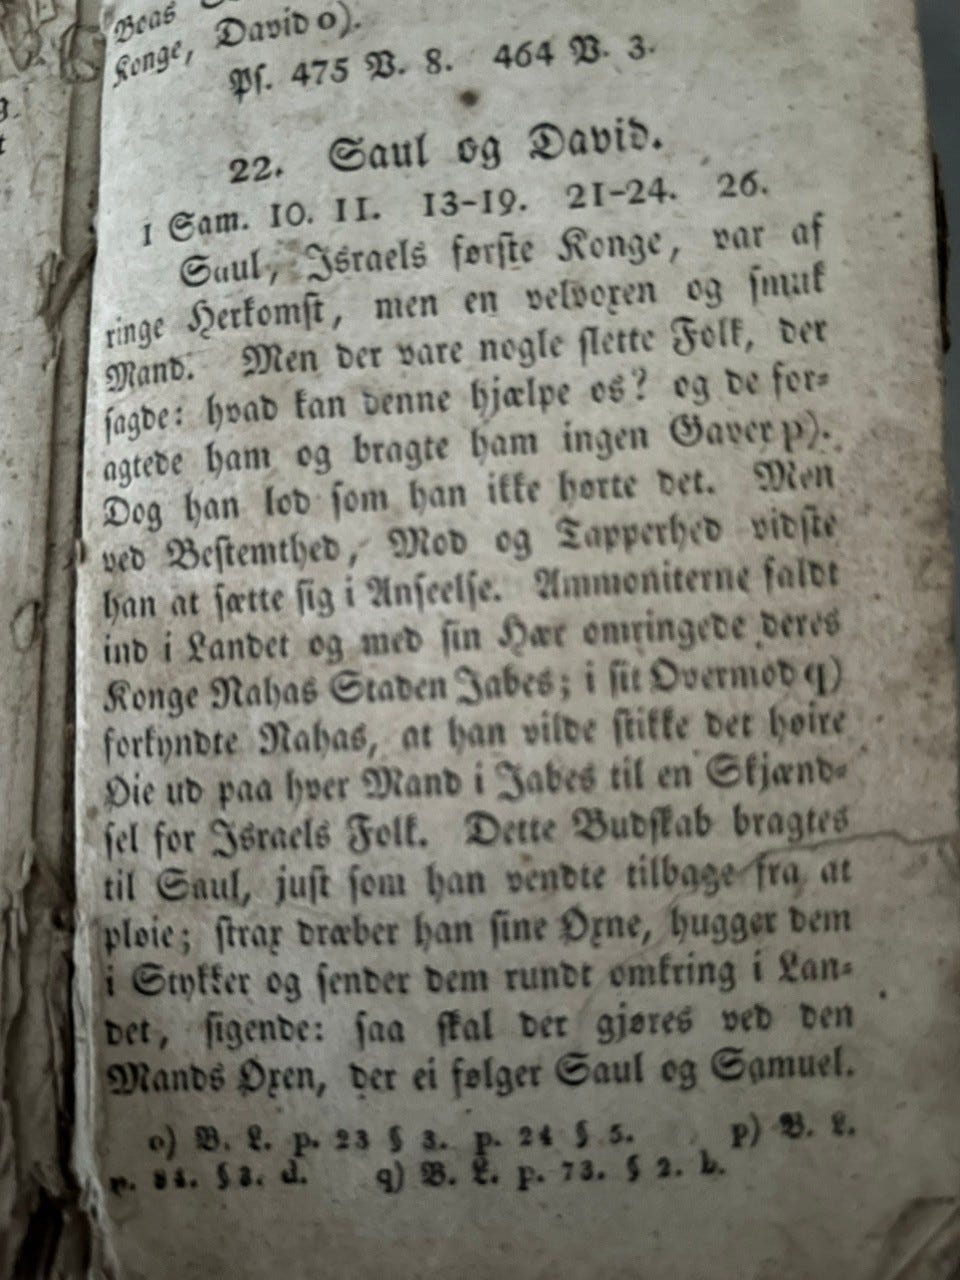 Boas
Konge, David o).
Ps. 475 V. 8. 464 V. 3.
22. Saul og David.
1 Sam. 10. 11. 13-19. 21-24. 26.
Saul, Israels første Konge, var af
ringe Herkomst, men en velvoxen og smuk
Mand. Men der vare nogle slette Folk, der
sagde: hvad kan denne hjælpe os? og de for-
agtede ham og bragte ham ingen Gaver p).
Dog han lod som han ikke hørte det. Men
ved Bestemthed, Mod og Tapperhed vidste
han at sætte sig i Anseelse. Ammoniterne faldt
ind i Landet og med sin Hær omringede deres
Konge Nahas Staden Jabes; i sit Overmod q)
forkyndte Nahas, at han vilde stikke det høire
Øie ud paa hver Mand i Jabes til en Skjænd-
sel for Israels Folk. Dette Budskab bragtes
til Saul, just som han vendte tilbage fra at
pløie; strax dræber han sine Øxne, hugger dem
i Stykker og sender dem rundt omkring i Lan-
det, sigende: saa skal der gjøres ved den
Mands Øxen, der ei følger Saul og Samuel.
o) B. L. p. 23 § 3. p. 24 § 5. p) B. L.
p. 84. § 3. d. q) B. L. p. 73. § 2. b.